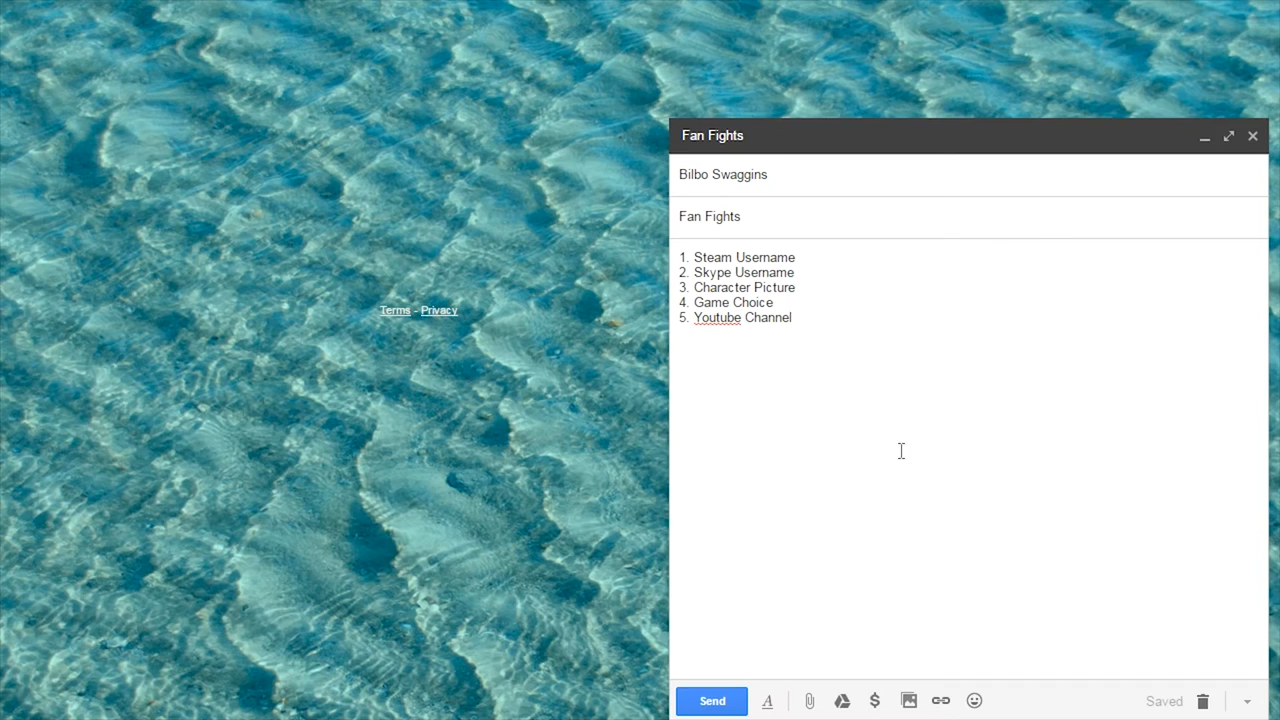 Fan Fights
Bilbo Swaggins
Fan Fights
1. Steam Username
2. Skype Username
3. Character Picture
4. Game Choice
5. Youtube Channel
Terms - Privacy
Send
Saved